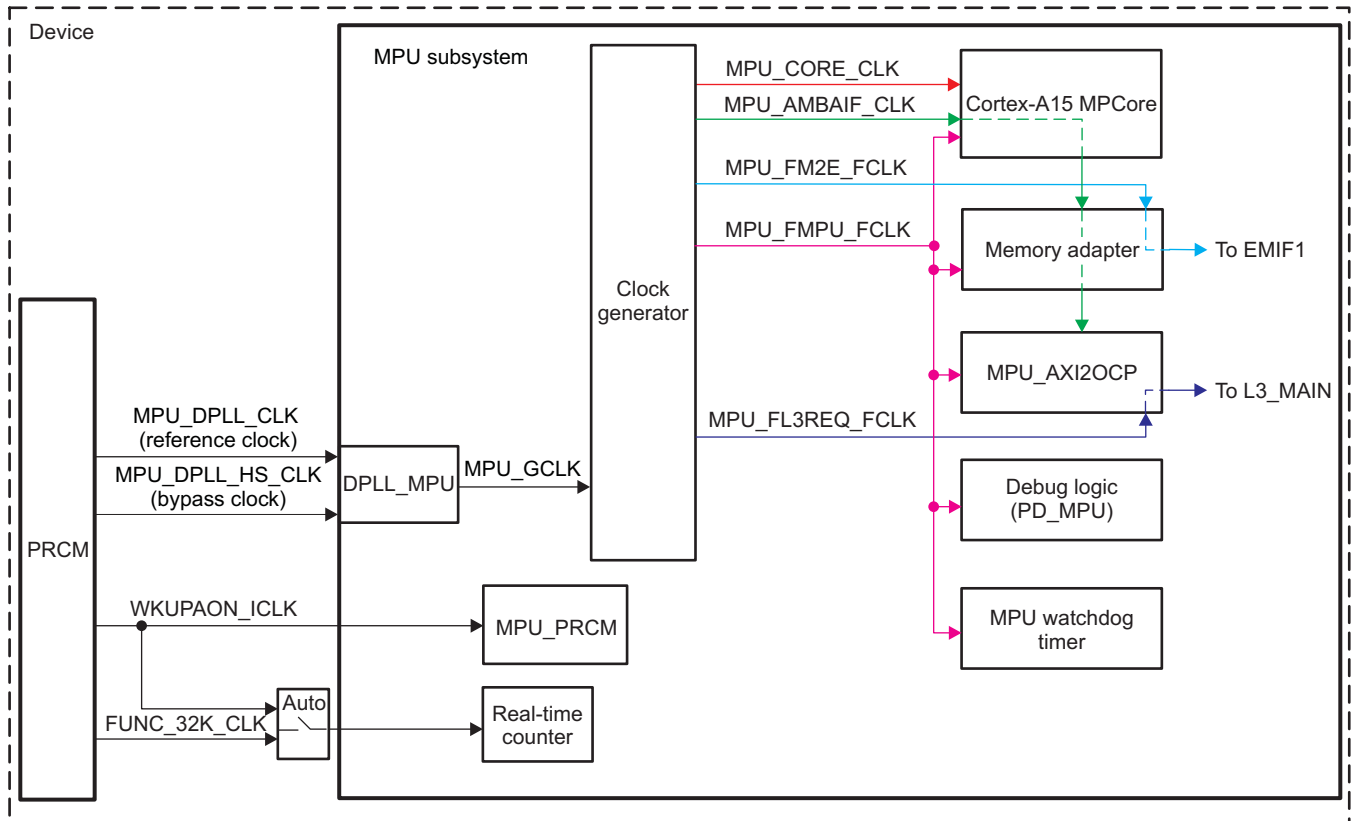 Device
MPU subsystem
MPU_CORE_CLK
MPU_AMBAIF_CLK
Cortex-A15 MPCore
MPU_FM2E_FCLK
MPU_FMPU_FCLK
Memory adapter
To EMIF1
Clock
generator
MPU_AXI2OCP
To L3_MAIN
MPU_FL3REQ_FCLK
MPU_DPLL_CLK
(reference clock)
MPU_DPLL_HS_CLK
(bypass clock)
DPLL_MPU
MPU_GCLK
Debug logic
(PD_MPU)
PRCM
WKUPAON_ICLK
MPU_PRCM
MPU watchdog
timer
Auto
FUNC_32K_CLK
Real-time
counter